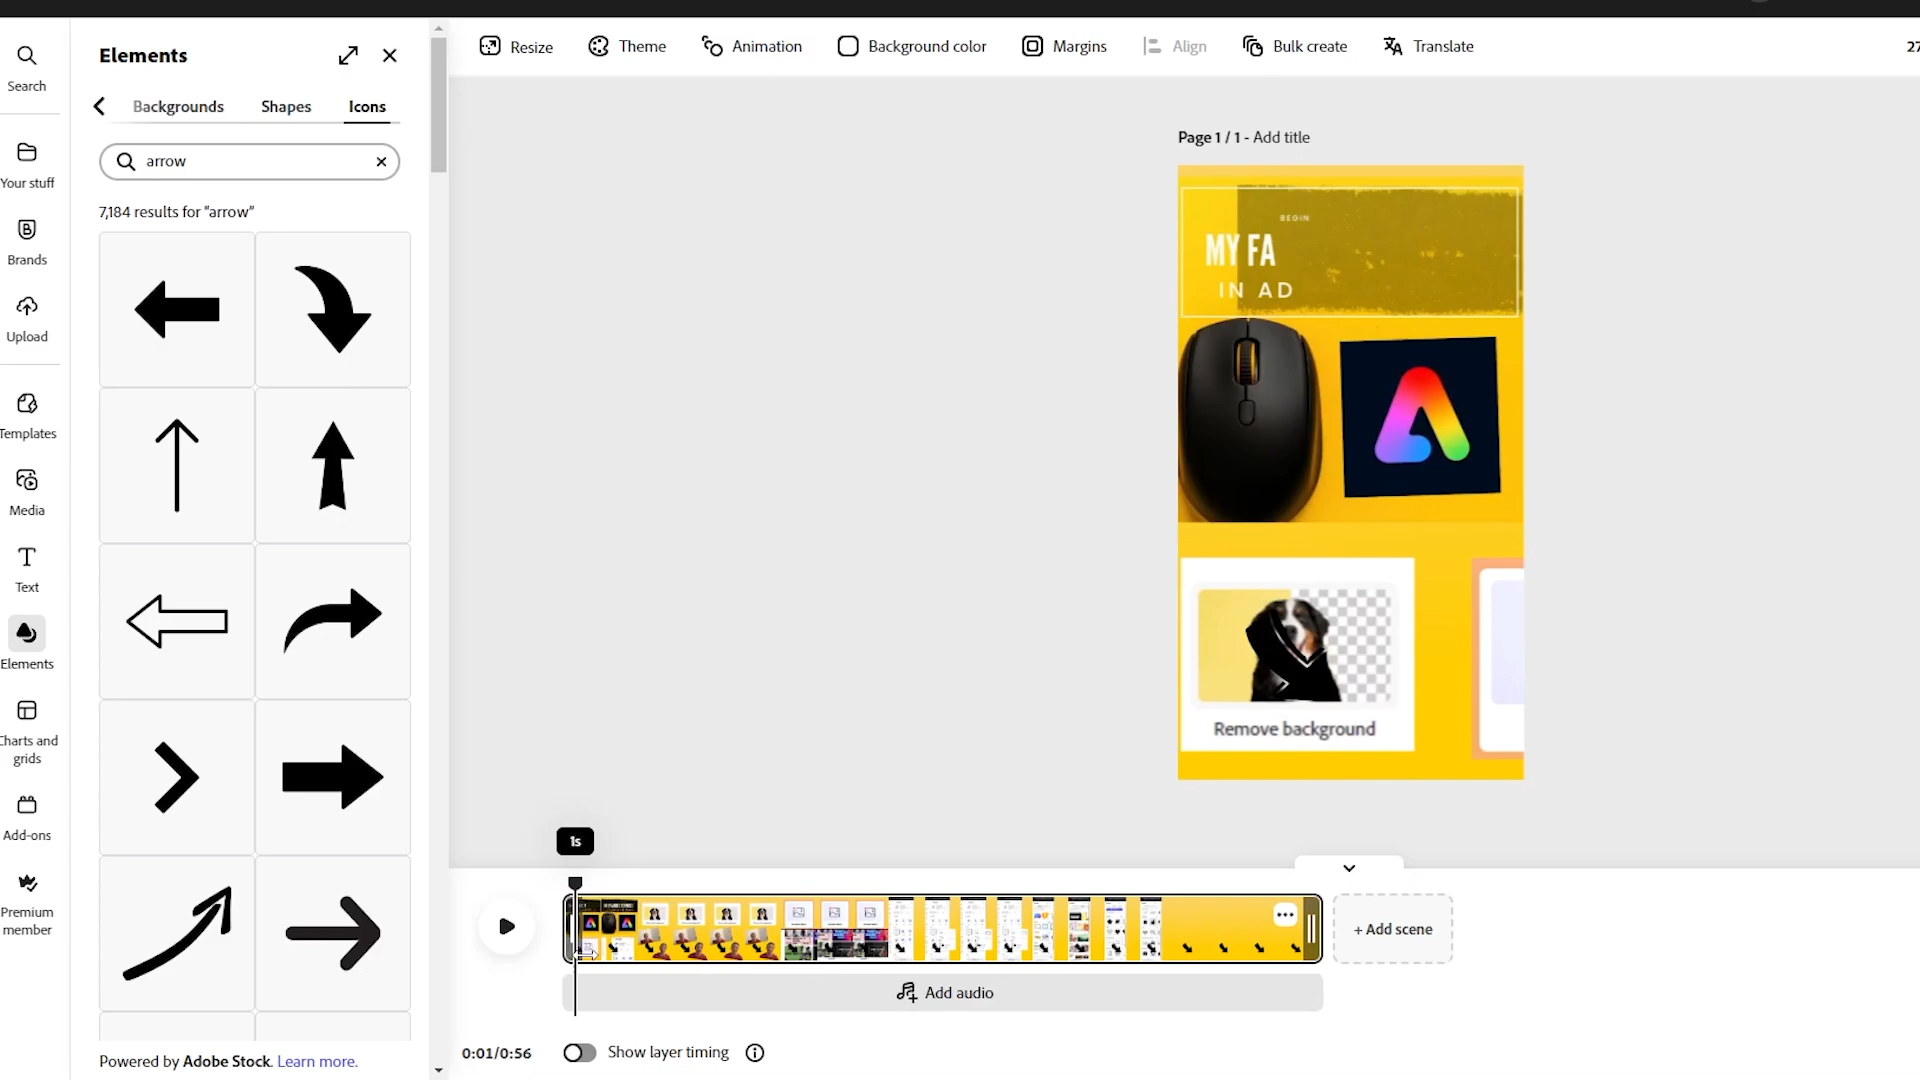 Elements
Resize
Theme
Animation
Background color
Margins
Align
Bulk create
Translate
27
Search
Backgrounds
Shapes
Icons
arrow
7,184 results for "arrow"
Your stuff
Brands
Upload
Templates
Media
Text
Elements
Charts and
grids
Add-ons
Premium
member
Page 1 / 1 - Add title
BEGIN
MY FA
IN AD
Remove background
1s
+ Add scene
Add audio
0:01/0:56
Show layer timing
Powered by Adobe Stock. Learn more.